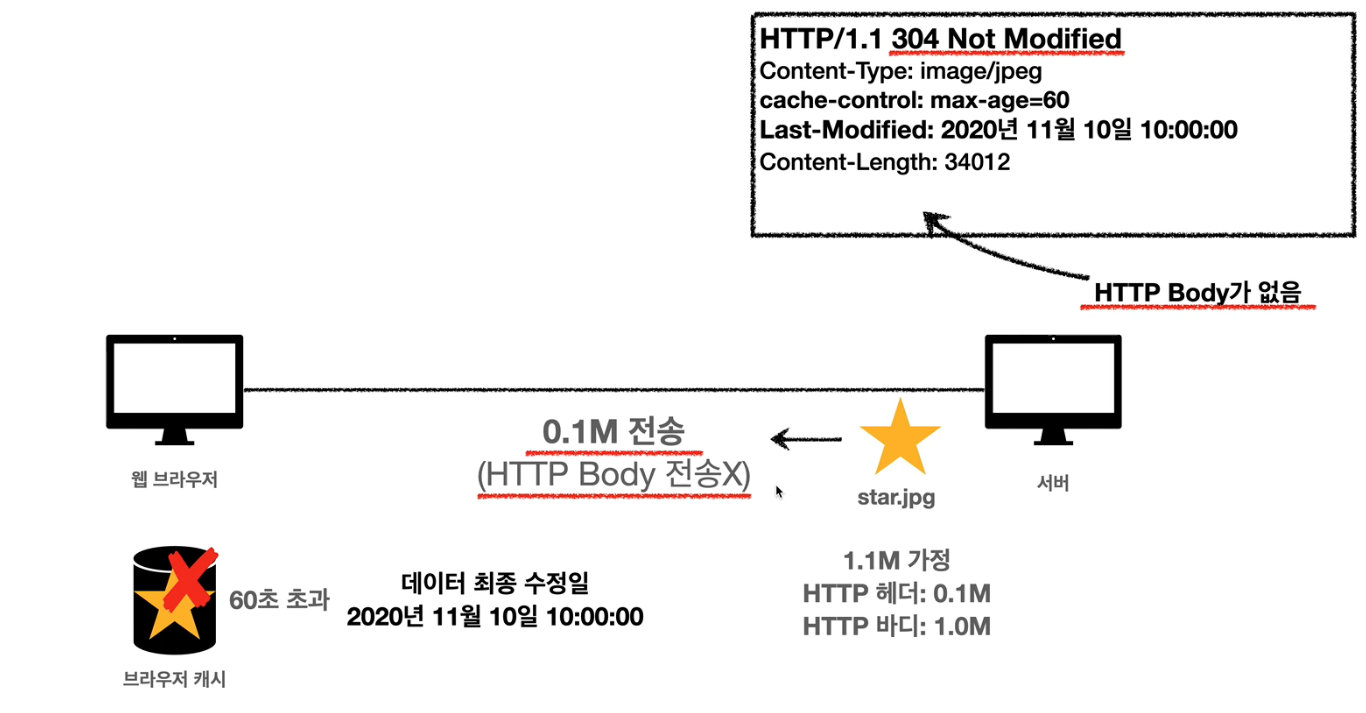 HTTP/1.1 304 Not Modified
Content-Type: image/jpeg
cache-control: max-age=60
Last-Modified: 2020년 11월 10일 10:00:00
Content-Length: 34012
HTTP Body가 없음
0.1M 전송
(HTTP Body 전송X)
웹 브라우저
star.jpg
서버
1.1M 가정
HTTP 헤더: 0.1M
HTTP 바디: 1.0M
60초 초과
데이터 최종 수정일
2020년 11월 10일 10:00:00
브라우저 캐시